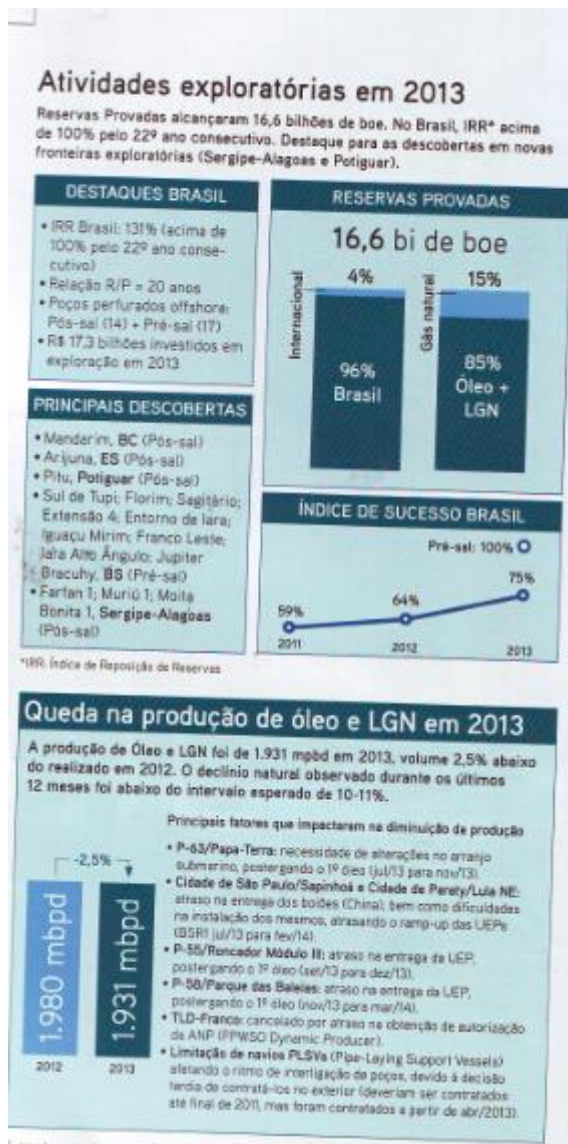 Atividades exploratórias em 2013
Reservas Provadas alcançaram 16,6 bilhões de boe. No Brasil, IRR* acima
de 100% pelo 22º ano consecutivo. Destaque para as descobertas em novas
fronteiras exploratórias (Sergipe-Alagoas e Potiguar).
DESTAQUES BRASIL
• IRR Brasil: 131% (acima de
100% pelo 22º ano conse-
cutivo)
• Relação R/P = 20 anos
• Poços perfurados offshore:
Pós-sal (14) + Pré-sal (17)
• R$ 17,3 bilhões investidos em
exploração em 2013
PRINCIPAIS DESCOBERTAS
• Mandarim, BC (Pós-sal)
• Arjuna, ES (Pós-sal)
• Pitu, Potiguar (Pós-sal)
• Sul de Tupi; Florim; Sagitário;
Extensão 4; Entorno de Iara;
Iguaçu Mirim; Franco Leste;
Iara Alto Ângulo; Jupiter
Bracuhy, BS (Pré-sal)
• Farfan 1; Muriú 1; Moita
Bonita 1, Sergipe-Alagoas
(Pós-sal)
RESERVAS PROVADAS
16,6 bi de boe
Internacional
4%
96%
Brasil
Gás natural
15%
85%
Óleo +
LGN
ÍNDICE DE SUCESSO BRASIL
Pré-sal: 100%
59%
64%
75%
2011
2012
2013
*IRR: Índice de Reposição de Reservas
Queda na produção de óleo e LGN em 2013
A produção de Óleo e LGN foi de 1.931 mpbd em 2013, volume 2,5% abaixo
do realizado em 2012. O declínio natural observado durante os últimos
12 meses foi abaixo do intervalo esperado de 10-11%.
-2,5%
1.980 mbpd
1.931 mbpd
2012
2013
Principais fatores que impactaram na diminuição de produção
• P-63/Papa-Terra: necessidade de alterações no arranjo
submarino, postergando o 1º óleo (jul/13 para nov/13).
• Cidade de São Paulo/Sapinhoá e Cidade de Paraty/Lula NE:
atraso na entrega dos boiões (China); bem como dificuldades
na instalação dos mesmos, atrasando o ramp-up das UEPs
(BSR1 jul/13 para fev/14).
• P-55/Roncador Módulo III: atraso na entrega da UEP,
postergando o 1º óleo (set/13 para dez/13).
• P-58/Parque das Baleias: atraso na entrega da UEP,
postergando o 1º óleo (nov/13 para mar/14).
• TLD-Franco: cancelado por atraso na obtenção de autorização
da ANP (FPWSO Dynamic Producer).
• Limitação de navios PLSVs (Pipe-Laying Support Vessels)
afetando o ritmo de interligação de poços, devido à decisão
tardia de contratá-los no exterior (deveriam ser contratados
até final de 2011, mas foram contratados a partir de abr/2013).